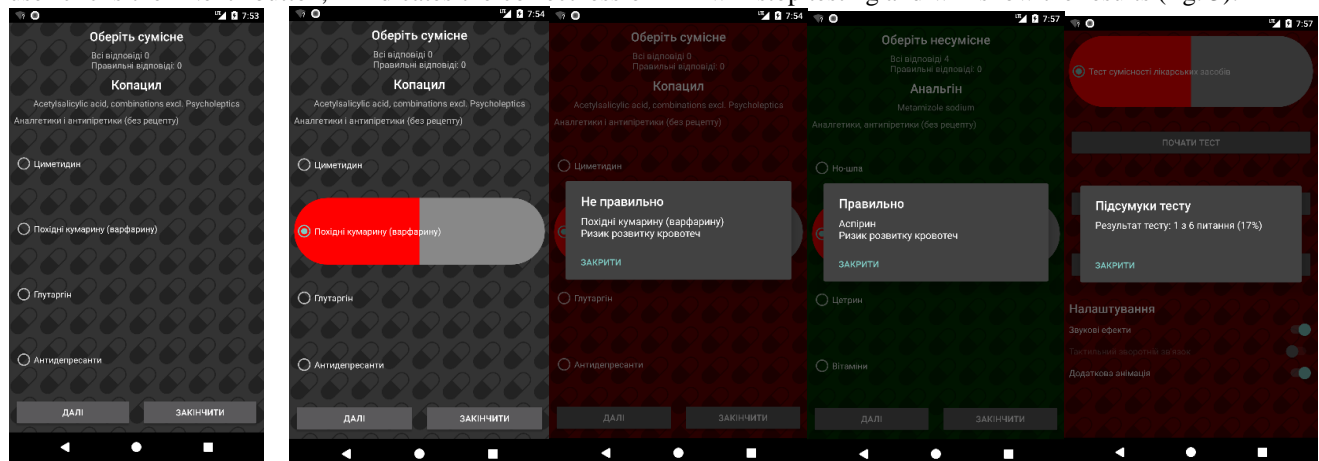 7:53
Оберіть сумісне
Всі відповіді 0
Правильні відповіді: 0
Копацил
Acetylsalicylic acid, combinations excl. Psycholeptics
Аналгетики і антипіретики (без рецепту)
Циметидин
Похідні кумарину (варфарину)
Глутаргін
Антидепресанти
ДАЛІ
ЗАКІНЧИТИ
7:54
Оберіть сумісне
Всі відповіді 0
Правильні відповіді: 0
Копацил
Acetylsalicylic acid, combinations excl. Psycholeptics
Аналгетики і антипіретики (без рецепту)
Циметидин
Похідні кумарину (варфарину)
Глутаргін
Антидепресанти
ДАЛІ
ЗАКІНЧИТИ
7:54
Оберіть сумісне
Всі відповіді 0
Правильні відповіді: 0
Копацил
Acetylsalicylic acid, combinations excl. Psycholeptics
Аналгетики і антипіретики (без рецепту)
Циметидин
Не правильно
Похідні кумарину (варфарину)
Ризик розвитку кровотеч
ЗАКРИТИ
Глутаргін
Антидепресанти
ДАЛІ
ЗАКІНЧИТИ
7:57
Оберіть несумісне
Всі відповіді 4
Правильні відповіді: 0
Анальгін
Metamizole sodium
Аналгетики, антипіретики (без рецепту)
Но-шпа
Правильно
Аспірин
Ризик розвитку кровотеч
ЗАКРИТИ
Цетрин
Вітаміни
ДАЛІ
ЗАКІНЧИТИ
7:57
Тест сумісності лікарських засобів
ПОЧАТИ ТЕСТ
Підсумуки тесту
Результат тесту: 1 з 6 питання (17%)
ЗАКРИТИ
Налаштування
Звукові ефекти
Тактильний зворотній зв'язок
Додаткова анімація